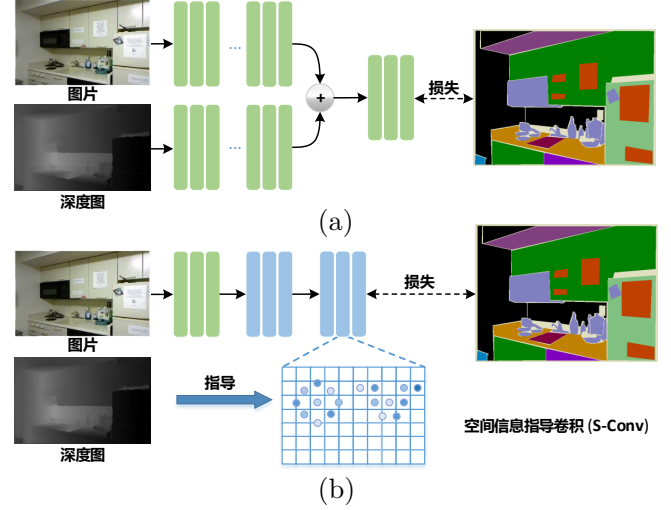 ...
...
+
损失
图片
深度图
(a)
损失
图片
指导
空间信息指导卷积 (S-Conv)
深度图
(b)